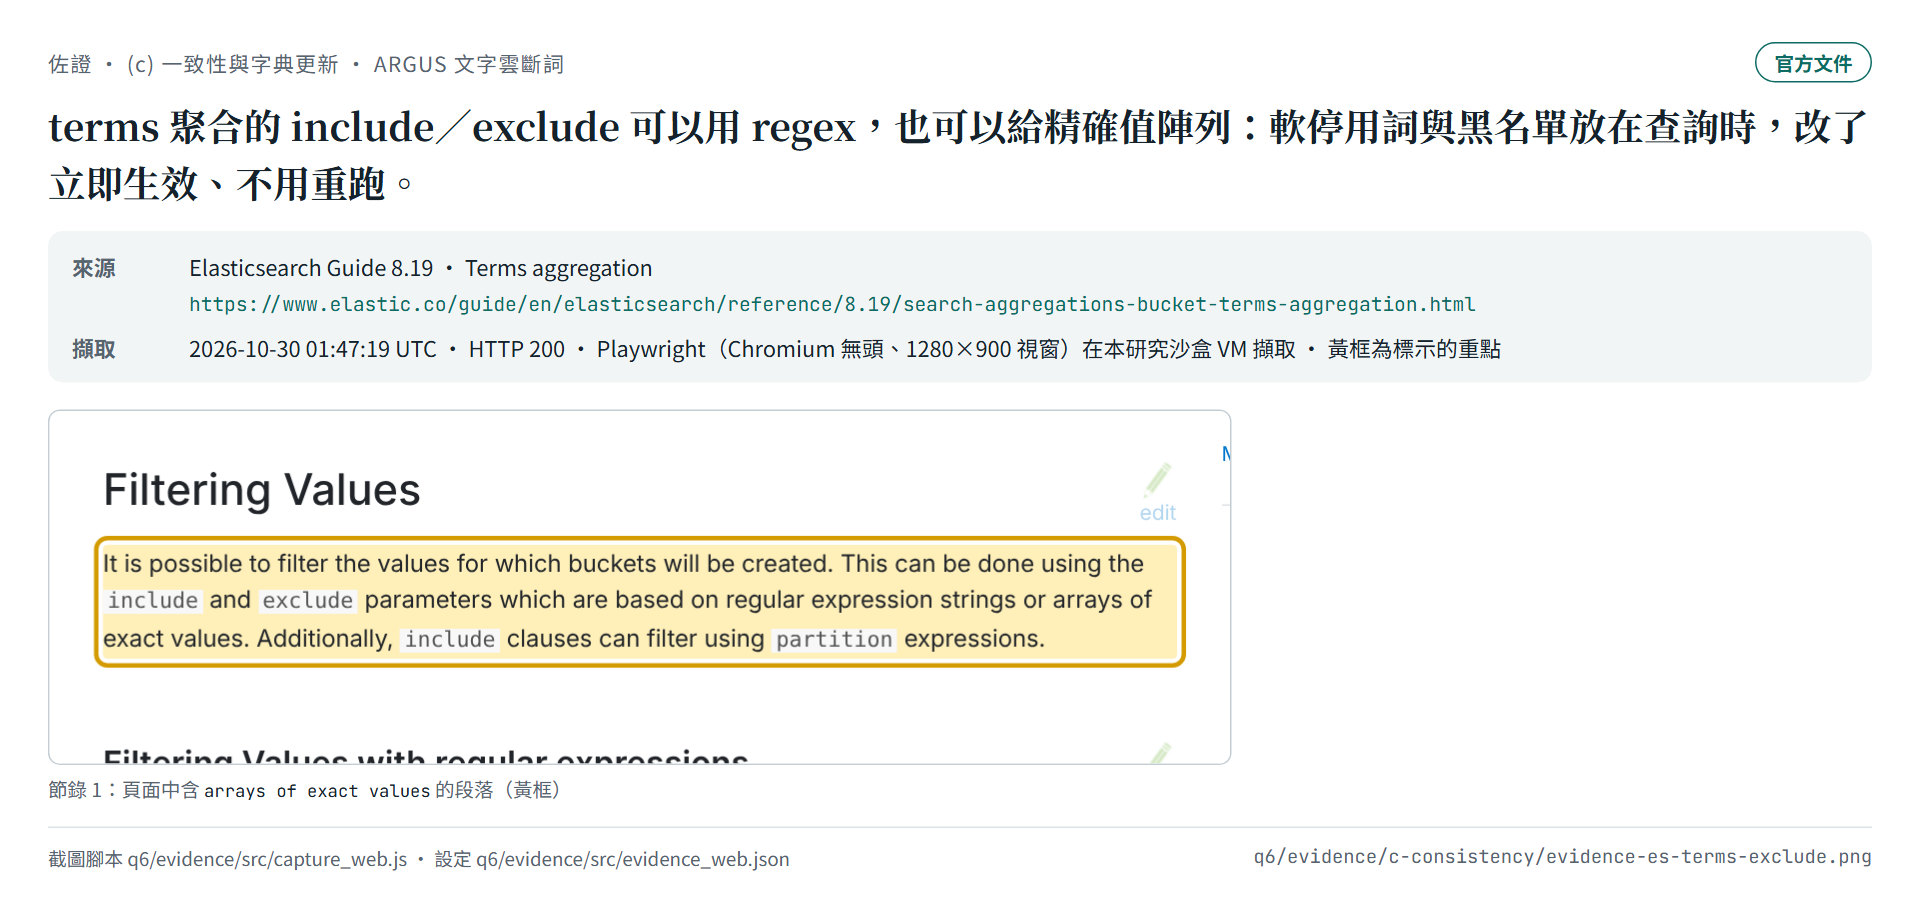 佐證 · (c) 一致性與字典更新 · ARGUS 文字雲斷詞
官方文件
terms 聚合的 include／exclude 可以用 regex，也可以給精確值陣列：軟停用詞與黑名單放在查詢時，改了
立即生效、不用重跑。
來源
Elasticsearch Guide 8.19 · Terms aggregation
https://www.elastic.co/guide/en/elasticsearch/reference/8.19/search-aggregations-bucket-terms-aggregation.html
擷取
2026-10-30 01:47:19 UTC · HTTP 200 · Playwright（Chromium 無頭、1280×900 視窗）在本研究沙盒 VM 擷取 · 黃框為標示的重點
Filtering Values
edit
It is possible to filter the values for which buckets will be created. This can be done using the
include and exclude parameters which are based on regular expression strings or arrays of
exact values. Additionally, include clauses can filter using partition expressions.
Filtering Values with regular expressions
節錄 1：頁面中含 arrays of exact values 的段落（黃框）
截圖腳本 q6/evidence/src/capture_web.js · 設定 q6/evidence/src/evidence_web.json
q6/evidence/c-consistency/evidence-es-terms-exclude.png